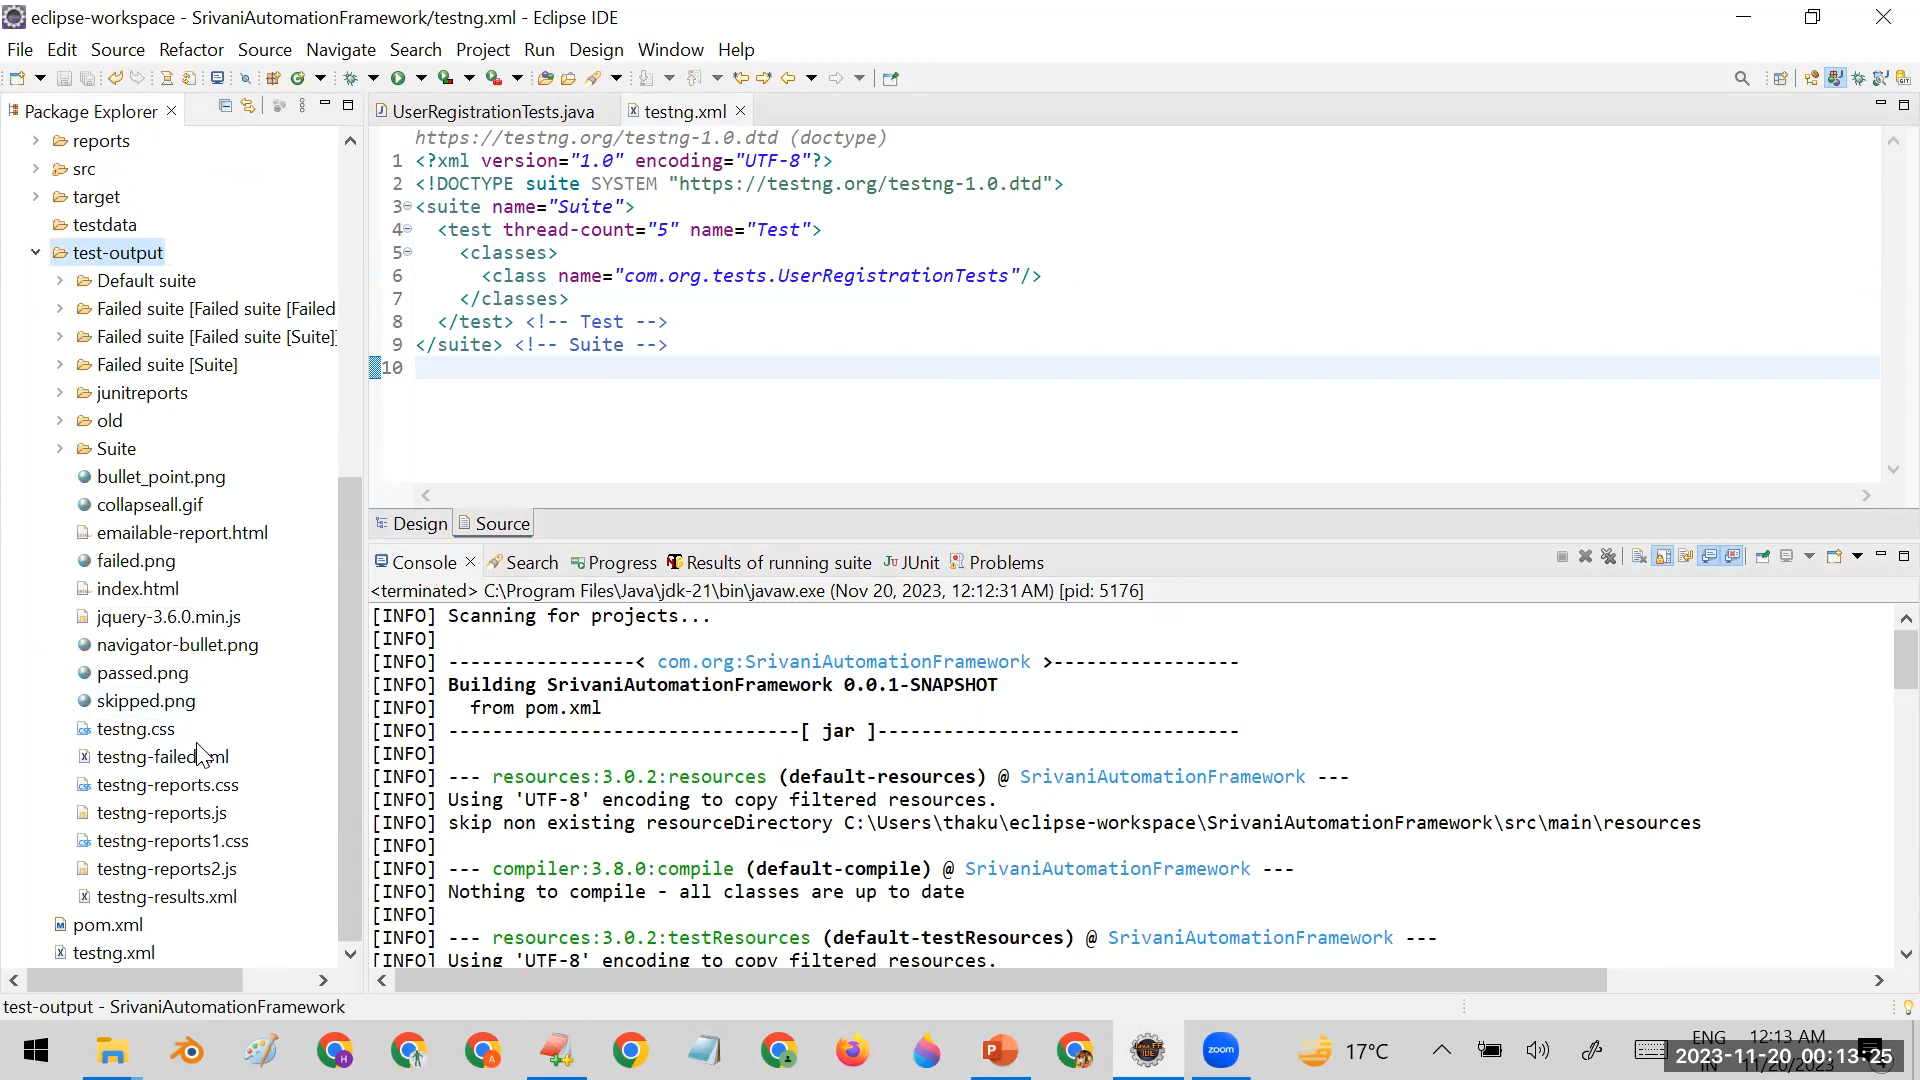 eclipse-workspace - SrivaniAutomationFramework/testng.xml - Eclipse IDE
File Edit Source Refactor Source Navigate Search Project Run Design Window Help
Package Explorer
reports
src
target
testdata
test-output
Default suite
Failed suite [Failed suite [Failed
Failed suite [Failed suite [Suite]]
Failed suite [Suite]
junitreports
old
Suite
bullet_point.png
collapseall.gif
emailable-report.html
failed.png
index.html
jquery-3.6.0.min.js
navigator-bullet.png
passed.png
skipped.png
testng.css
testng-failed.xml
testng-reports.css
testng-reports.js
testng-reports1.css
testng-reports2.js
testng-results.xml
pom.xml
testng.xml
UserRegistrationTests.java testng.xml
https://testng.org/testng-1.0.dtd (doctype)
1 <?xml version="1.0" encoding="UTF-8"?>
2 <!DOCTYPE suite SYSTEM "https://testng.org/testng-1.0.dtd">
3 <suite name="Suite">
4 <test thread-count="5" name="Test">
5 <classes>
6 <class name="com.org.tests.UserRegistrationTests"/>
7 </classes>
8 </test> <!-- Test -->
9 </suite> <!-- Suite -->
10
Design Source
Console Search Progress Results of running suite JUnit Problems
<terminated> C:\Program Files\Java\jdk-21\bin\javaw.exe (Nov 20, 2023, 12:12:31 AM) [pid: 5176]
[INFO] Scanning for projects...
[INFO]
[INFO] -----------------< com.org:SrivaniAutomationFramework >-----------------
[INFO] Building SrivaniAutomationFramework 0.0.1-SNAPSHOT
[INFO] from pom.xml
[INFO] --------------------------------[ jar ]---------------------------------
[INFO]
[INFO] --- resources:3.0.2:resources (default-resources) @ SrivaniAutomationFramework ---
[INFO] Using 'UTF-8' encoding to copy filtered resources.
[INFO] skip non existing resourceDirectory C:\Users\thaku\eclipse-workspace\SrivaniAutomationFramework\src\main\resources
[INFO]
[INFO] --- compiler:3.8.0:compile (default-compile) @ SrivaniAutomationFramework ---
[INFO] Nothing to compile - all classes are up to date
[INFO]
[INFO] --- resources:3.0.2:testResources (default-testResources) @ SrivaniAutomationFramework ---
[INFO] Using 'UTF-8' encoding to copy filtered resources.
test-output - SrivaniAutomationFramework
zoom
17°C
ENG
IN
12:13 AM
11/20/2023
2023-11-20 00:13:25